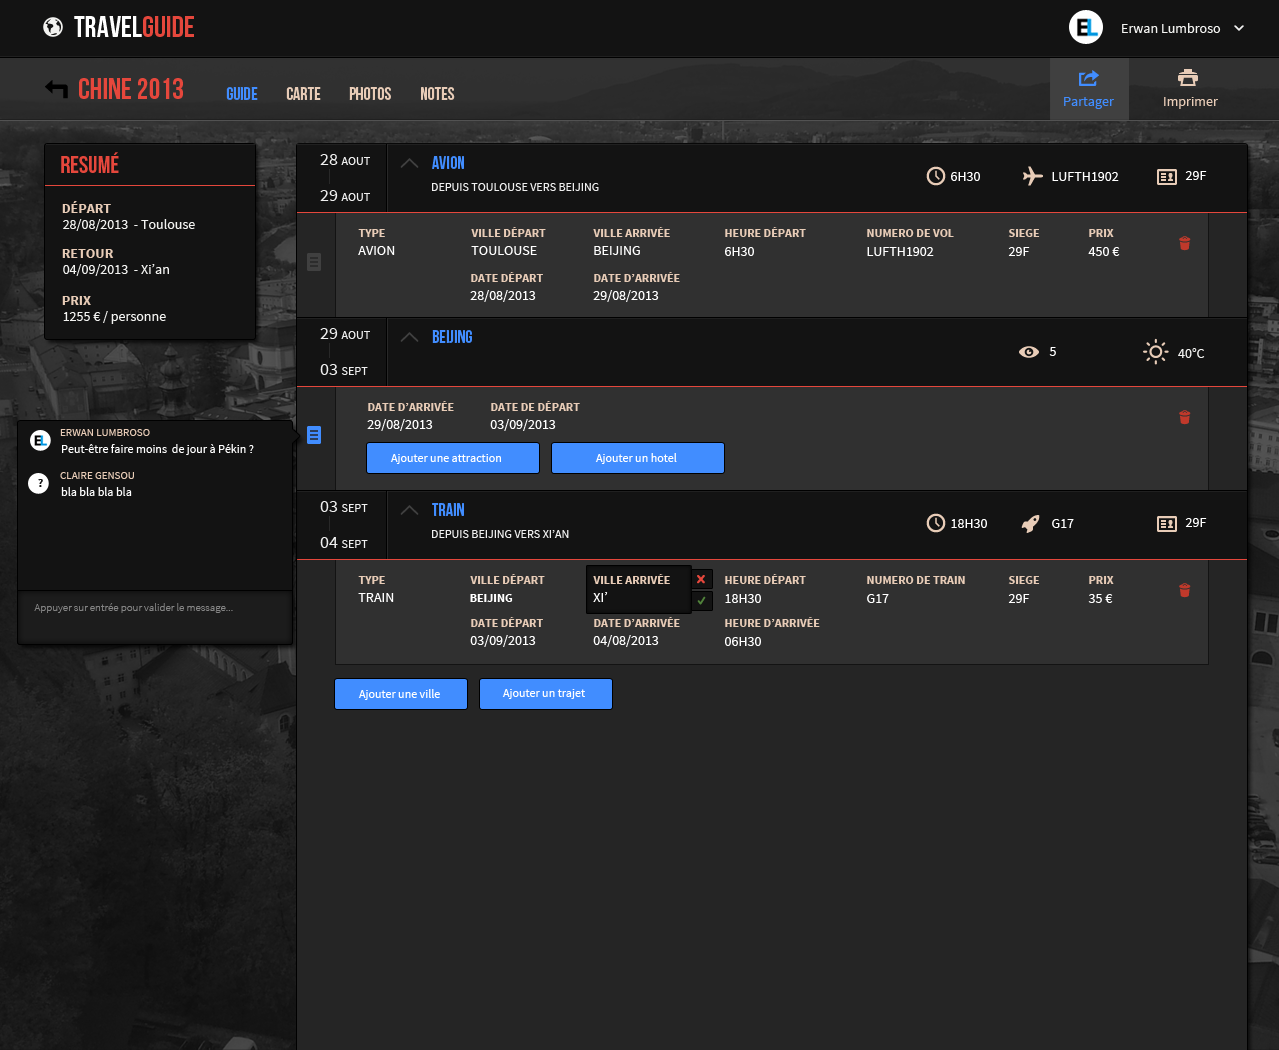 TRAVELGUIDE
EL Erwan Lumbroso
CHINE 2013 GUIDE CARTE PHOTOS NOTES
Partager Imprimer
RESUMÉ
DÉPART
28/08/2013 - Toulouse
RETOUR
04/09/2013 - Xi’an
PRIX
1255 € / personne
EL ERWAN LUMBROSO
Peut-être faire moins de jour à Pékin ?
? CLAIRE GENSOU
bla bla bla bla
Appuyer sur entrée pour valider le message...
28 AOUT
29 AOUT
AVION
DEPUIS TOULOUSE VERS BEIJING
6H30 LUFTH1902 29F
TYPE VILLE DÉPART VILLE ARRIVÉE HEURE DÉPART NUMERO DE VOL SIEGE PRIX
AVION TOULOUSE BEIJING 6H30 LUFTH1902 29F 450 €
DATE DÉPART DATE D’ARRIVÉE
28/08/2013 29/08/2013
29 AOUT
03 SEPT
BEIJING
5 40°C
DATE D’ARRIVÉE DATE DE DÉPART
29/08/2013 03/09/2013
Ajouter une attraction Ajouter un hotel
03 SEPT
04 SEPT
TRAIN
DEPUIS BEIJING VERS XI’AN
18H30 G17 29F
TYPE VILLE DÉPART VILLE ARRIVÉE HEURE DÉPART NUMERO DE TRAIN SIEGE PRIX
TRAIN BEIJING XI’ 18H30 G17 29F 35 €
DATE DÉPART DATE D’ARRIVÉE HEURE D’ARRIVÉE
03/09/2013 04/08/2013 06H30
Ajouter une ville Ajouter un trajet